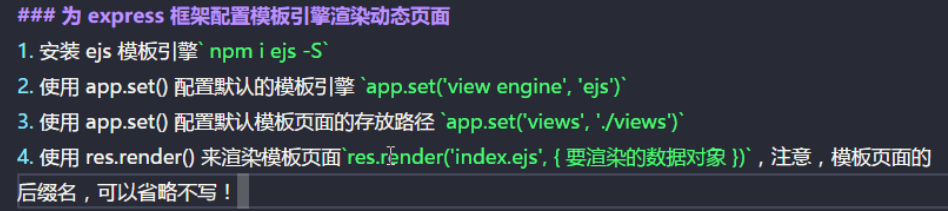 ### 为 express 框架配置模板引擎渲染动态页面
1. 安装 ejs 模板引擎` npm i ejs -S`
2. 使用 app.set() 配置默认的模板引擎 `app.set('view engine', 'ejs')`
3. 使用 app.set() 配置默认模板页面的存放路径 `app.set('views', './views')`
4. 使用 res.render() 来渲染模板页面`res.render('index.ejs', { 要渲染的数据对象 })`，注意，模板页面的
后缀名，可以省略不写！